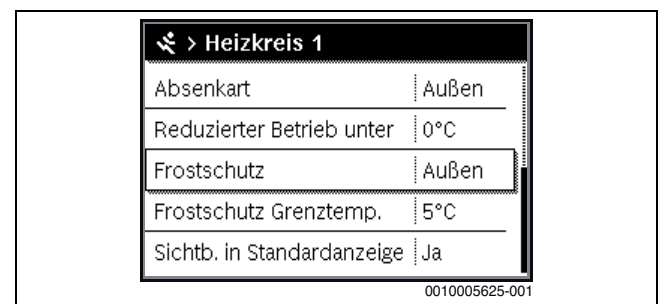 > Heizkreis 1
Absenkart Außen
Reduzierter Betrieb unter 0°C
Frostschutz Außen
Frostschutz Grenztemp. 5°C
Sichtb. in Standardanzeige Ja
0010005625-001